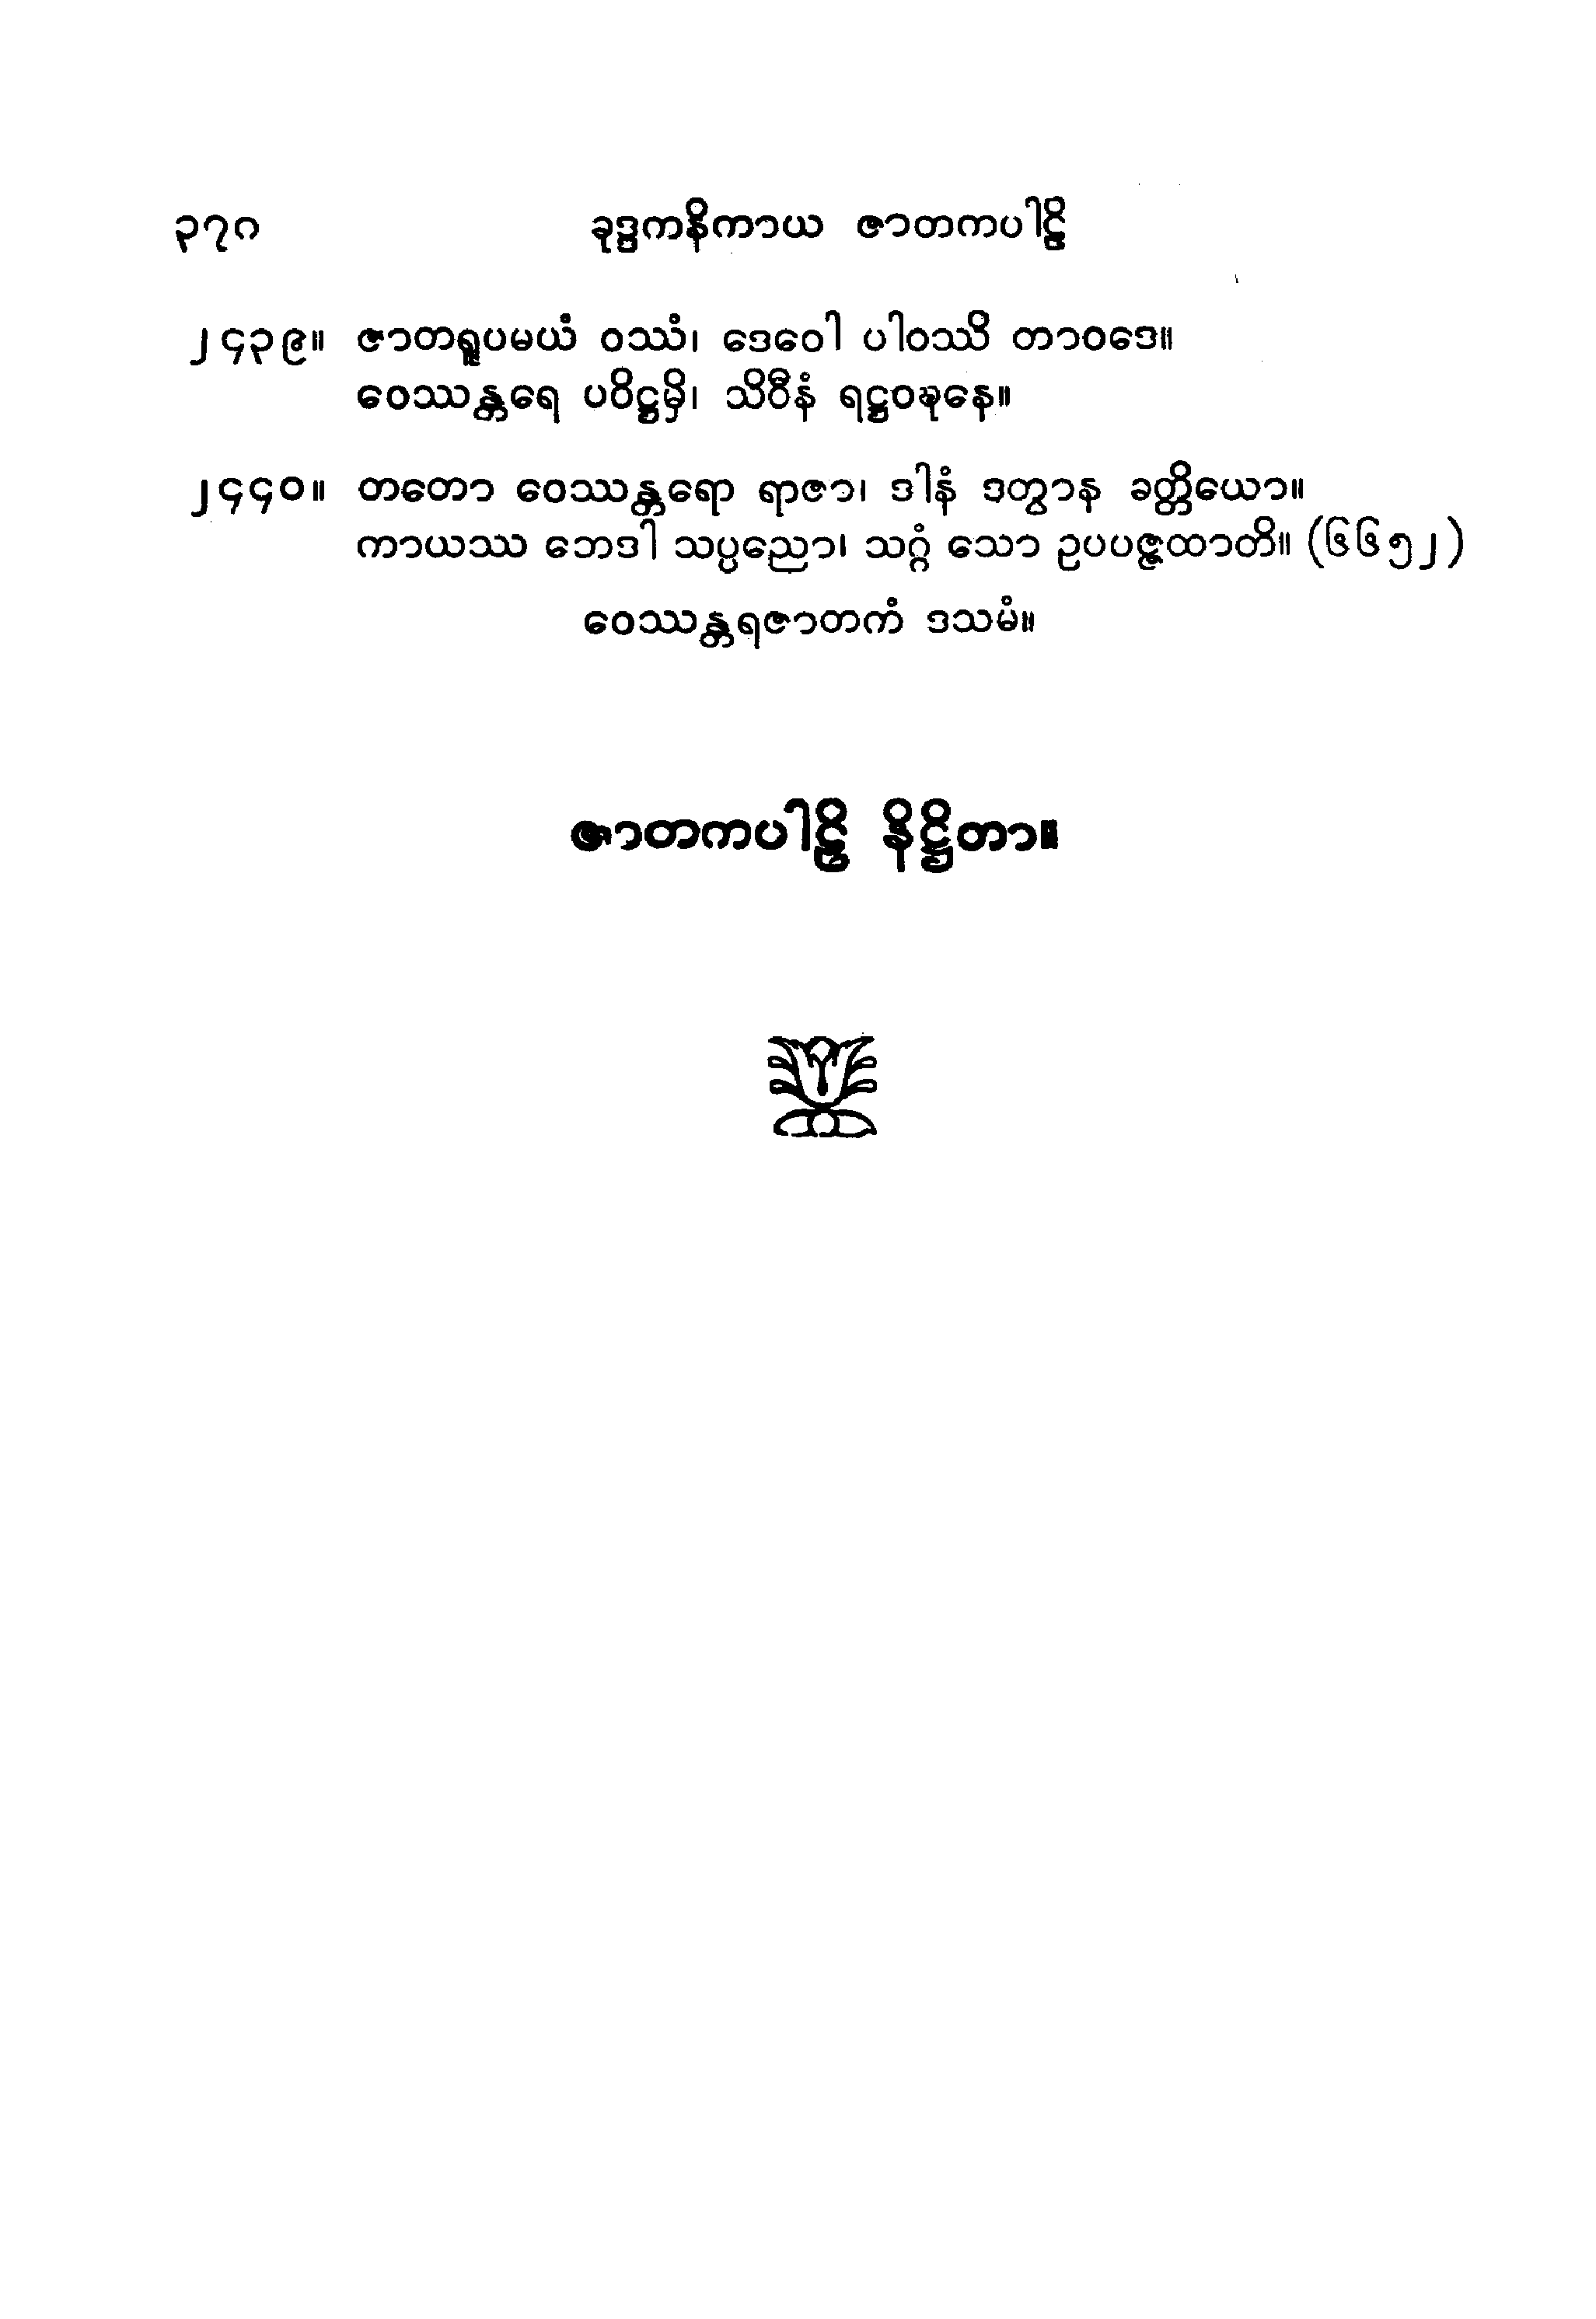 ၃၇ဂ ခုဒ္ဒကနိကာယ ဇာတကပါဠိ
၂၄၃၉။ ဇာတရူပမယံ ဝဿံ၊ ဒေဝေါ ပါဝဿိ တာဝဒေ။
ဝေဿန္တရေ ပဝိဋ္ဌမှိ၊ သိဝီနံ ရဋ္ဌဝဍ္ဎနေ။
၂၄၄၀။ တတော ဝေဿန္တရော ရာဇာ၊ ဒါနံ ဒတွာန ခတ္တိယော။
ကာယဿ ဘေဒါ သပ္ပညော၊ သဂ္ဂံ သော ဥပပဇ္ဇထာတိ။ (၆၆၅၂)
ဝေဿန္တရဇာတကံ ဒသမံ။
ဇာတကပါဠိ နိဋ္ဌိတာ။